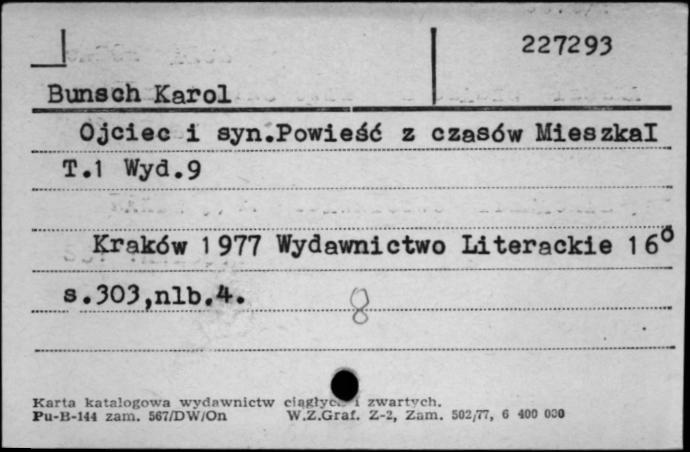 227293
Bunsch Karol
Ojciec i syn.Powieść z czasów MieszkaI
T.1 Wyd.9
Kraków 1977 Wydawnictwo Literackie 16°
s.303,nlb.4.
8
Karta katalogowa wydawnictw ciągłych i zwartych.
Pu-B-144 zam. 567/DW/On W.Z.Graf. Z-2, Zam. 502/77, 6 400 000